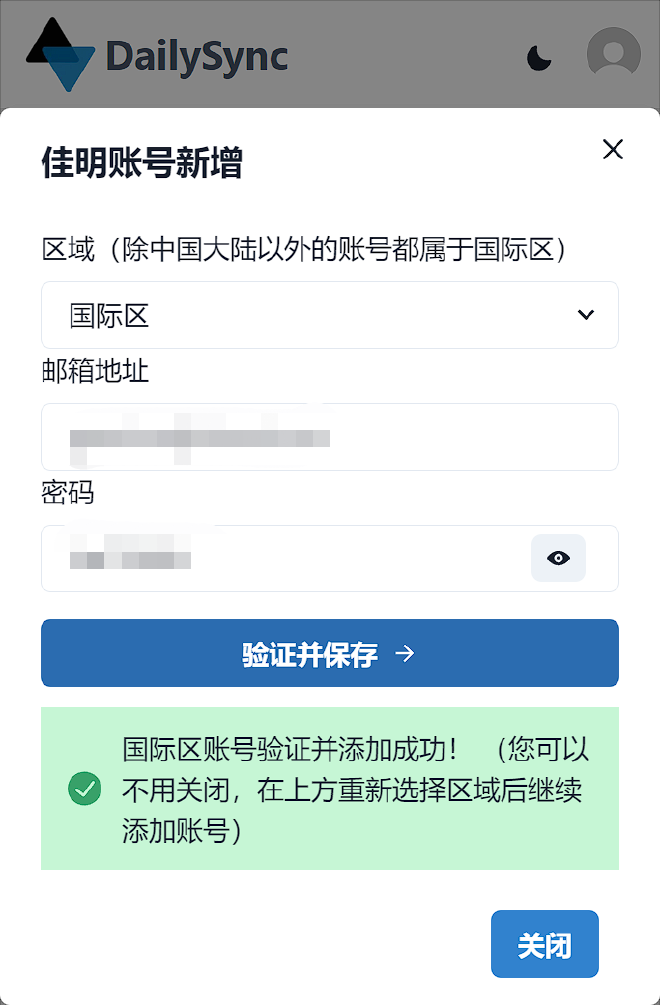 DailySync
佳明账号新增
区域（除中国大陆以外的账号都属于国际区）
国际区
邮箱地址
密码
验证并保存 →
国际区账号验证并添加成功！（您可以
不用关闭，在上方重新选择区域后继续
添加账号）
关闭